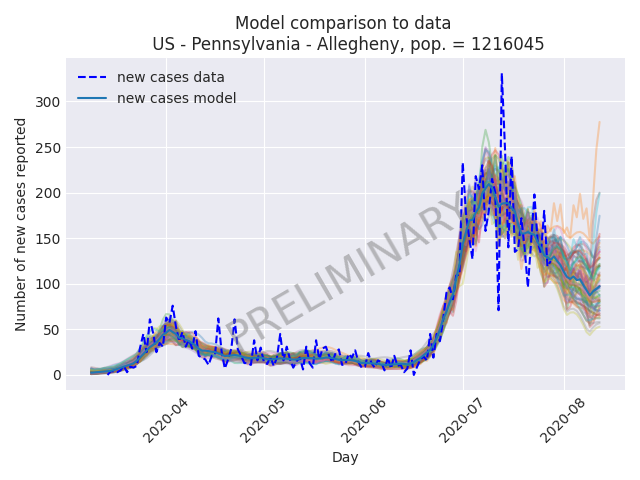 Model comparison to data
US - Pennsylvania - Allegheny, pop. = 1216045
new cases data
new cases model
300
250
200
150
100
50
0
Number of new cases reported
PRELIMINARY
2020-04
2020-05
2020-06
2020-07
2020-08
Day